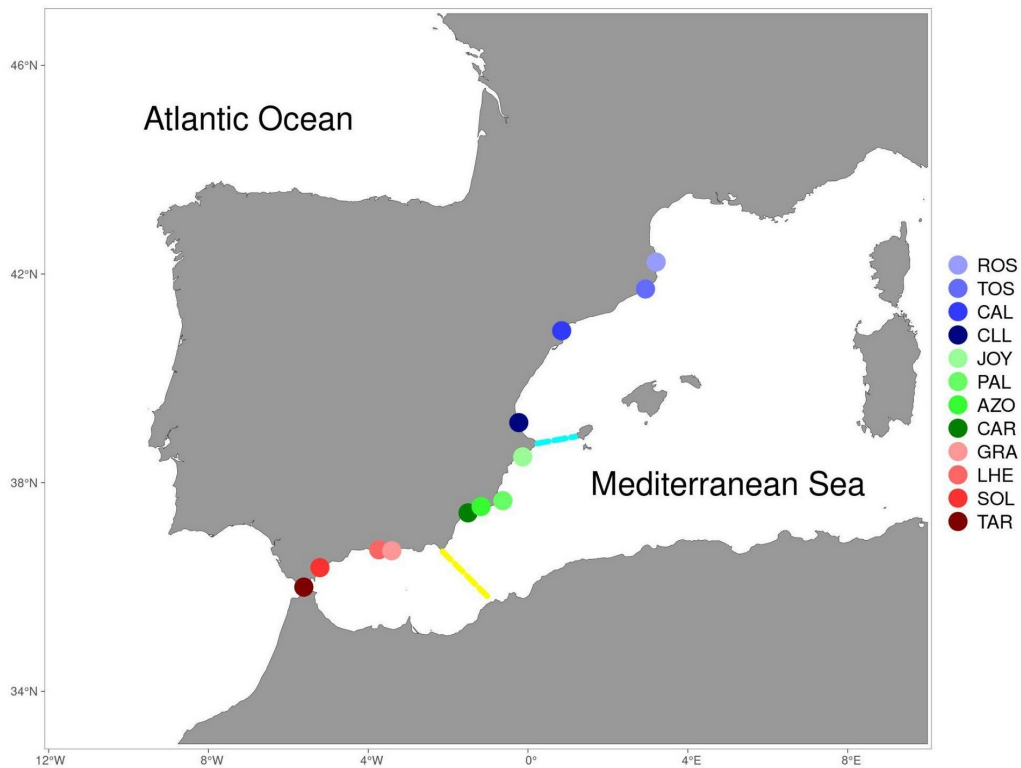 46°N
Atlantic Ocean
42°N
ROS
TOS
CAL
CLL
JOY
PAL
AZO
CAR
GRA
LHE
SOL
TAR
38°N
Mediterranean Sea
34°N
12°W 8°W 4°W 0° 4°E 8°E